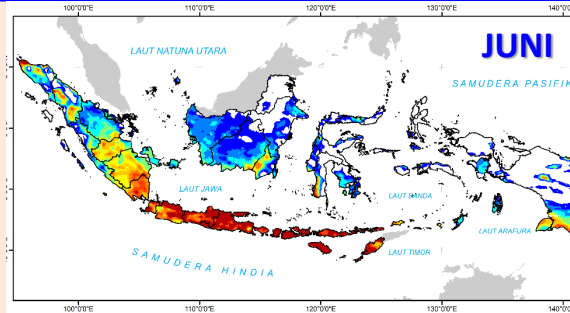 100°0'0"E 110°0'0"E 120°0'0"E 130°0'0"E 140°0'
JUNI
LAUT NATUNA UTARA
SAMUDERA PASIFIK
LAUT JAWA
LAUT BANDA
LAUT ARAFURA
LAUT TIMOR
SAMUDERA HINDIA
100°0'0"E 110°0'0"E 120°0'0"E 130°0'0"E 140°0'